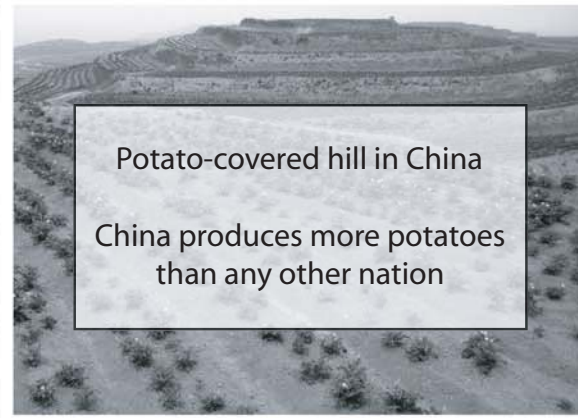 Potato-covered hill in China
China produces more potatoes
than any other nation